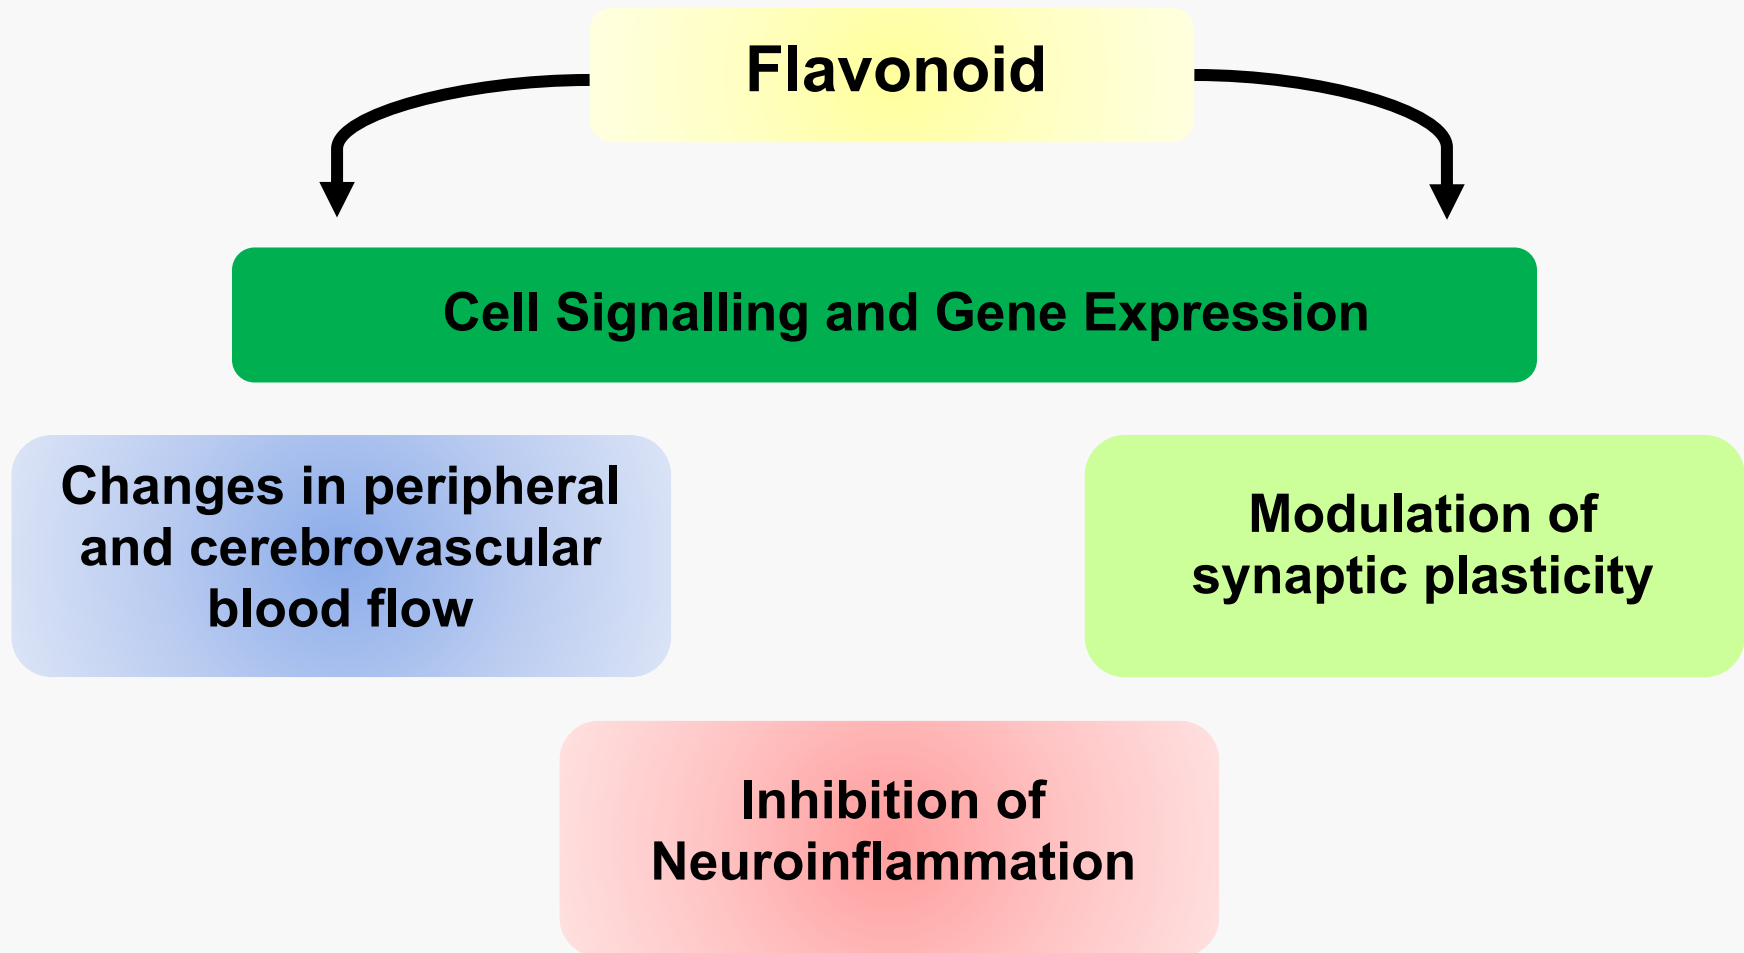 Flavonoid
Cell Signalling and Gene Expression
Changes in peripheral
and cerebrovascular
blood flow
Modulation of
synaptic plasticity
Inhibition of
Neuroinflammation